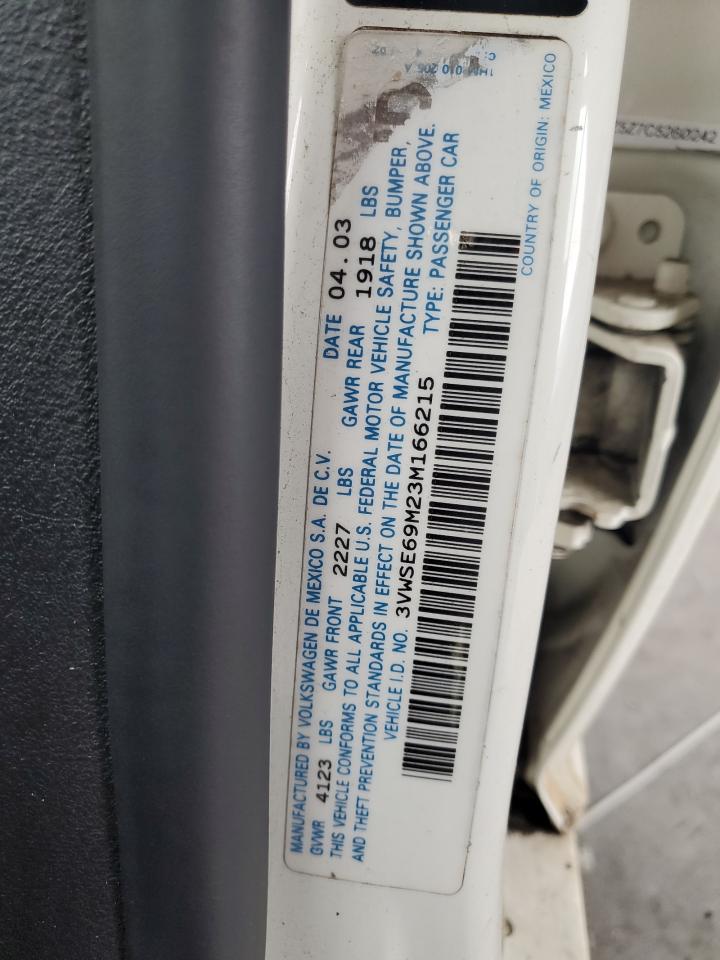 MANUFACTURED BY VOLKSWAGEN DE MEXICO S.A. DE C.V. DATE 04.03
GVWR 4123 LBS GAWR FRONT 2227 LBS GAWR REAR 1918 LBS
THIS VEHICLE CONFORMS TO ALL APPLICABLE U.S. FEDERAL MOTOR VEHICLE SAFETY, BUMPER,
AND THEFT PREVENTION STANDARDS IN EFFECT ON THE DATE OF MANUFACTURE SHOWN ABOVE.
VEHICLE I.D. NO. 3VWSE69M23M166215 TYPE: PASSENGER CAR
COUNTRY OF ORIGIN: MEXICO